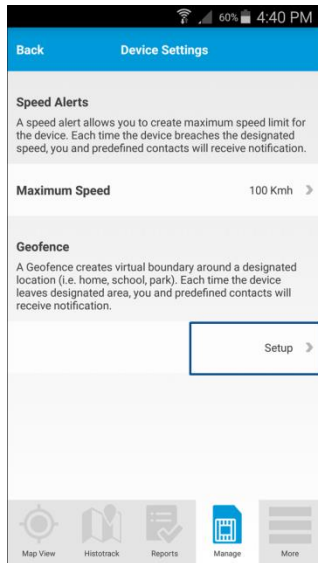 60% 4:40 PM
Back Device Settings
Speed Alerts
A speed alert allows you to create maximum speed limit for
the device. Each time the device breaches the designated
speed, you and predefined contacts will receive notification.
Maximum Speed 100 Kmh
Geofence
A Geofence creates virtual boundary around a designated
location (i.e. home, school, park). Each time the device
leaves designated area, you and predefined contacts will
receive notification.
Setup
Map View Histotrack Reports Manage More